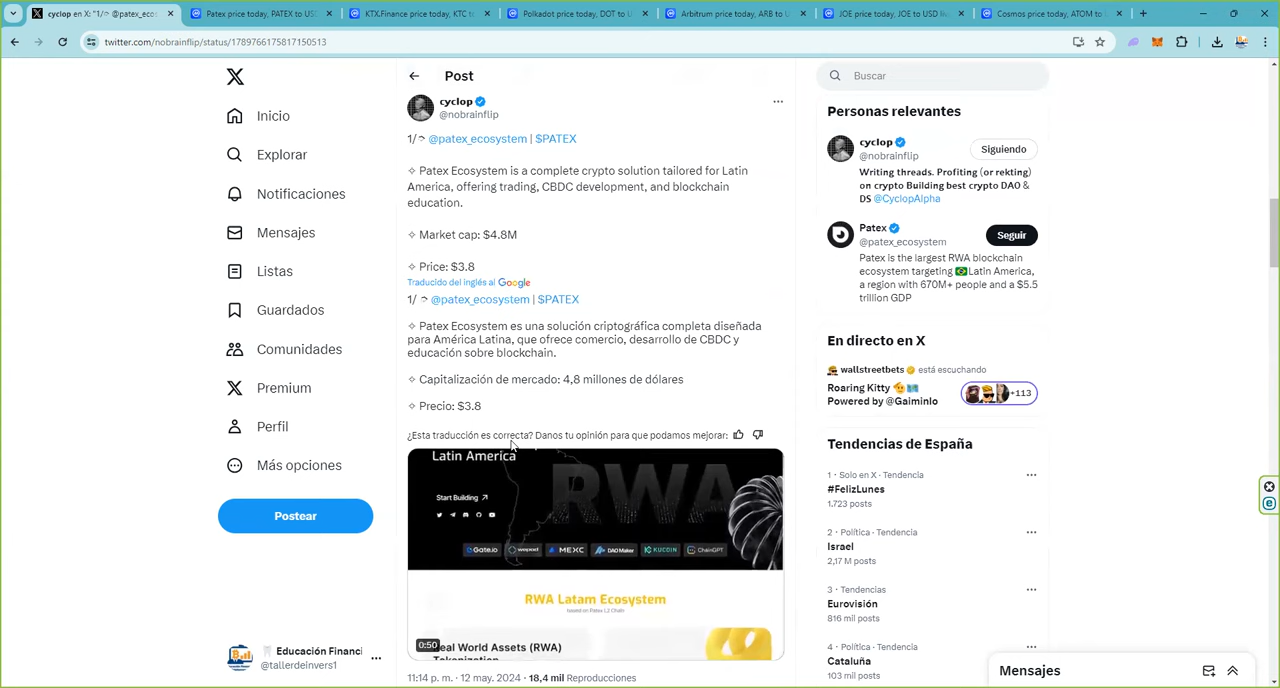 cyclop en X: "1/ @patex_ecos
Patex price today, PATEX to US
KTX.Finance price today, KTC t
Polkadot price today, DOT to U
Arbitrum price today, ARB to U
JOE price today, JOE to USD liv
Cosmos price today, ATOM to
twitter.com/nobrainflip/status/1789766175817150513
Inicio
Explorar
Notificaciones
Mensajes
Listas
Guardados
Comunidades
Premium
Perfil
Más opciones
Postear
Educación Financi
@tallerdeinvers1
Post
cyclop
@nobrainflip
1/ @patex_ecosystem | $PATEX
✧ Patex Ecosystem is a complete crypto solution tailored for Latin
America, offering trading, CBDC development, and blockchain
education.
✧ Market cap: $4.8M
✧ Price: $3.8
Traducido del inglés al Google
1/ @patex_ecosystem | $PATEX
✧ Patex Ecosystem es una solución criptográfica completa diseñada
para América Latina, que ofrece comercio, desarrollo de CBDC y
educación sobre blockchain.
✧ Capitalización de mercado: 4,8 millones de dólares
✧ Precio: $3.8
¿Esta traducción es correcta? Danos tu opinión para que podamos mejorar:
Latin America
RWA
Start Building
Gate.io
wepad
MEXC
DAO Maker
KUCOIN
ChainGPT
RWA Latam Ecosystem
based on Patex L2 Chain
Real World Assets (RWA)
Tokenization
0:50
11:14 p. m. · 12 may. 2024 · 18,4 mil Reproducciones
Buscar
Personas relevantes
cyclop
@nobrainflip
Siguiendo
Writing threads. Profiting (or rekting)
on crypto Building best crypto DAO &
DS @CyclopAlpha
Patex
@patex_ecosystem
Seguir
Patex is the largest RWA blockchain
ecosystem targeting 🇧🇷Latin America,
a region with 670M+ people and a $5.5
trillion GDP
En directo en X
wallstreetbets está escuchando
Roaring Kitty
Powered by @GaiminIo
+113
Tendencias de España
1 · Solo en X · Tendencia
#FelizLunes
1.723 posts
2 · Política · Tendencia
Israel
2,17 M posts
3 · Tendencias
Eurovisión
816 mil posts
4 · Política · Tendencia
Cataluña
103 mil posts
Mensajes